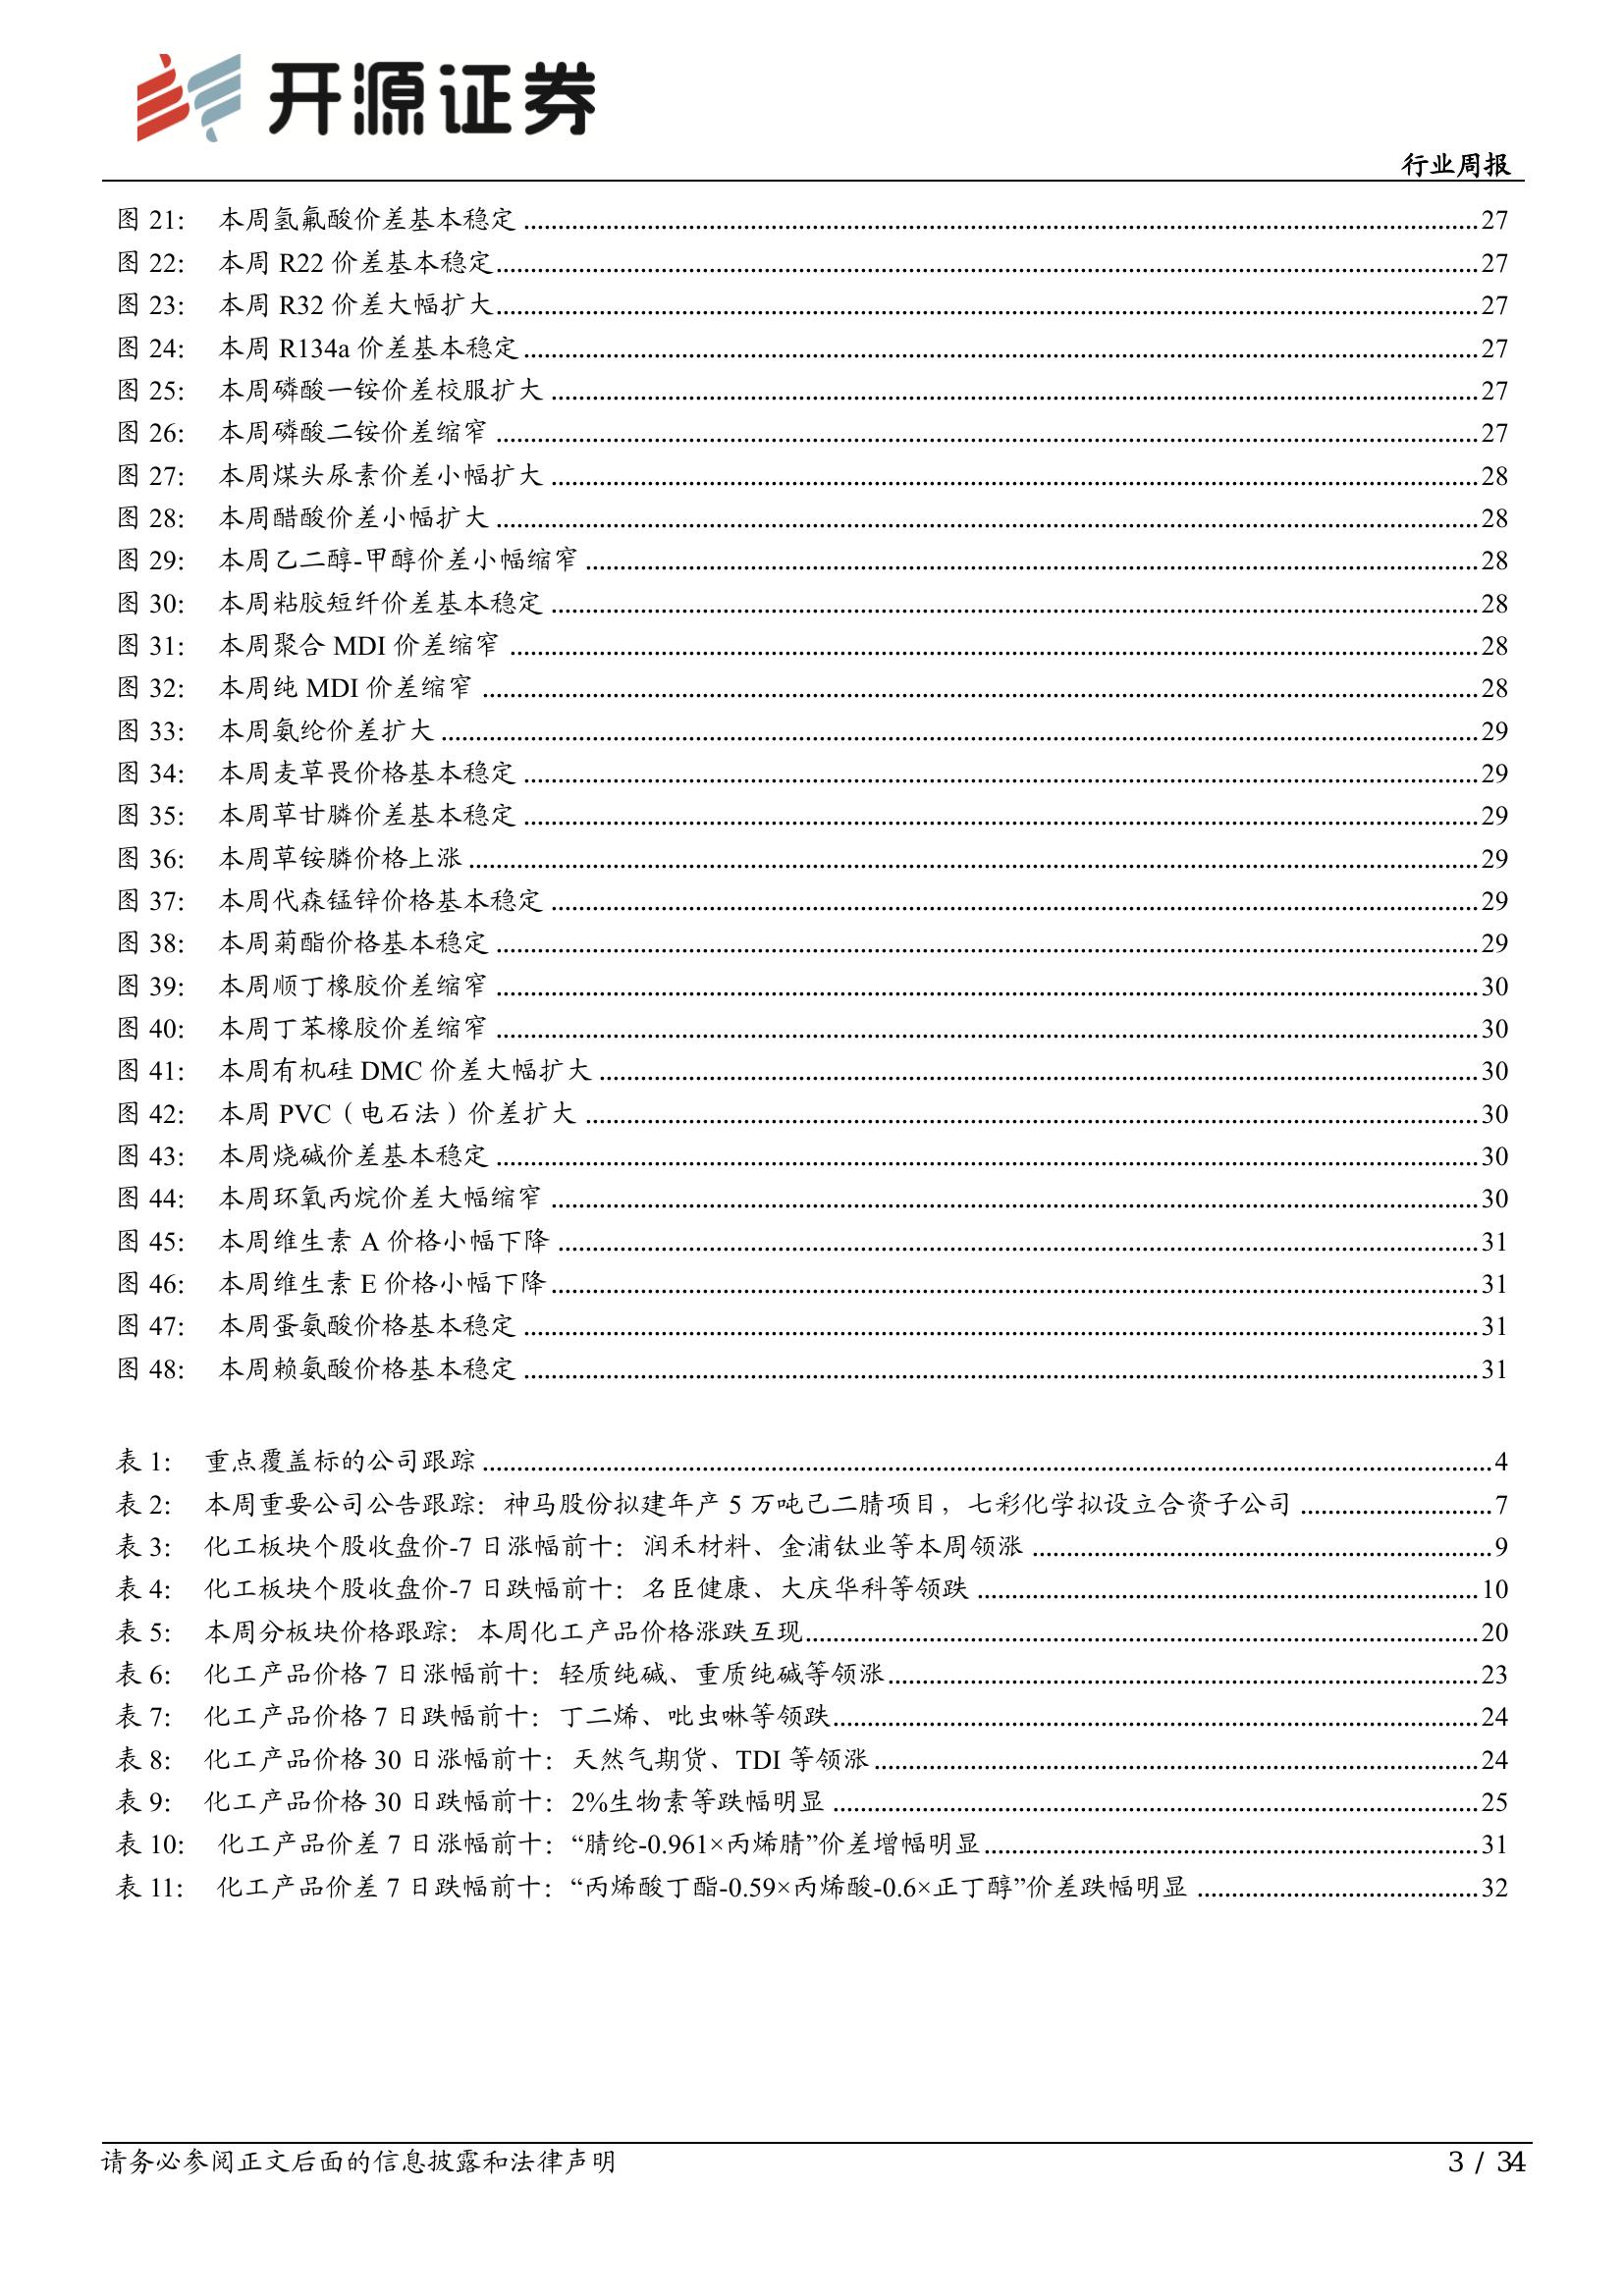 开源证券
行业周报
图 21: 本周氢氟酸价差基本稳定 27
图 22: 本周 R22 价差基本稳定 27
图 23: 本周 R32 价差大幅扩大 27
图 24: 本周 R134a 价差基本稳定 27
图 25: 本周磷酸一铵价差校服扩大 27
图 26: 本周磷酸二铵价差缩窄 27
图 27: 本周煤头尿素价差小幅扩大 28
图 28: 本周醋酸价差小幅扩大 28
图 29: 本周乙二醇-甲醇价差小幅缩窄 28
图 30: 本周粘胶短纤价差基本稳定 28
图 31: 本周聚合 MDI 价差缩窄 28
图 32: 本周纯 MDI 价差缩窄 28
图 33: 本周氨纶价差扩大 29
图 34: 本周麦草畏价格基本稳定 29
图 35: 本周草甘膦价差基本稳定 29
图 36: 本周草铵膦价格上涨 29
图 37: 本周代森锰锌价格基本稳定 29
图 38: 本周菊酯价格基本稳定 29
图 39: 本周顺丁橡胶价差缩窄 30
图 40: 本周丁苯橡胶价差缩窄 30
图 41: 本周有机硅 DMC 价差大幅扩大 30
图 42: 本周 PVC（电石法）价差扩大 30
图 43: 本周烧碱价差基本稳定 30
图 44: 本周环氧丙烷价差大幅缩窄 30
图 45: 本周维生素 A 价格小幅下降 31
图 46: 本周维生素 E 价格小幅下降 31
图 47: 本周蛋氨酸价格基本稳定 31
图 48: 本周赖氨酸价格基本稳定 31
表 1: 重点覆盖标的公司跟踪 4
表 2: 本周重要公司公告跟踪：神马股份拟建年产 5 万吨己二腈项目，七彩化学拟设立合资子公司 7
表 3: 化工板块个股收盘价-7 日涨幅前十：润禾材料、金浦钛业等本周领涨 9
表 4: 化工板块个股收盘价-7 日跌幅前十：名臣健康、大庆华科等领跌 10
表 5: 本周分板块价格跟踪：本周化工产品价格涨跌互现 20
表 6: 化工产品价格 7 日涨幅前十：轻质纯碱、重质纯碱等领涨 23
表 7: 化工产品价格 7 日跌幅前十：丁二烯、吡虫啉等领跌 24
表 8: 化工产品价格 30 日涨幅前十：天然气期货、TDI 等领涨 24
表 9: 化工产品价格 30 日跌幅前十：2%生物素等跌幅明显 25
表 10: 化工产品价差 7 日涨幅前十：“腈纶-0.961×丙烯腈”价差增幅明显 31
表 11: 化工产品价差 7 日跌幅前十：“丙烯酸丁酯-0.59×丙烯酸-0.6×正丁醇”价差跌幅明显 32
请务必参阅正文后面的信息披露和法律声明
3 / 34